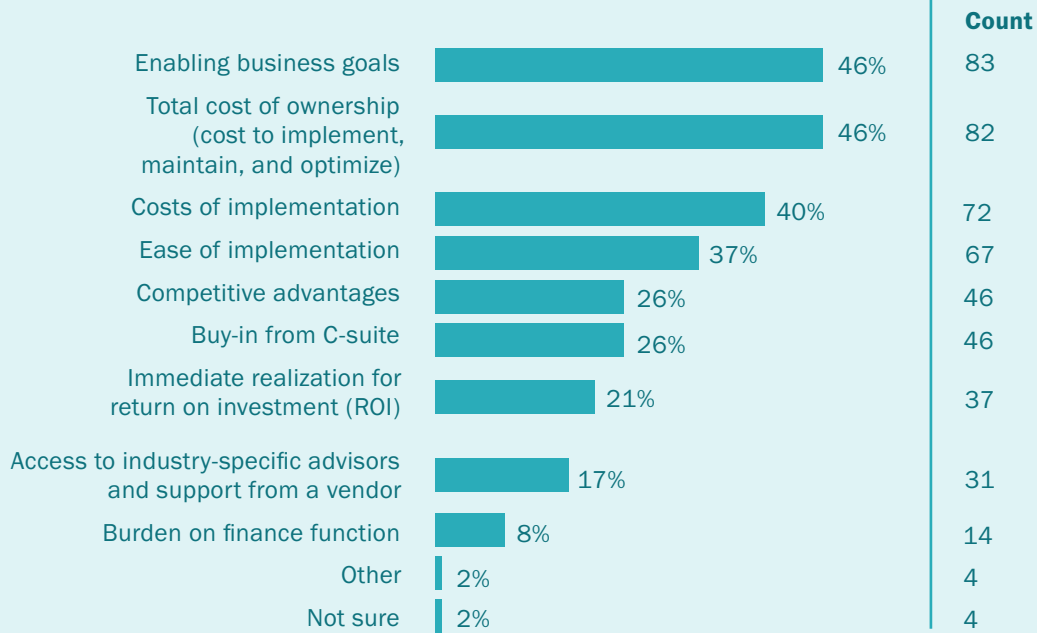 Count
Enabling business goals 46% 83
Total cost of ownership
(cost to implement, 46% 82
maintain, and optimize)
Costs of implementation 40% 72
Ease of implementation 37% 67
Competitive advantages 26% 46
Buy-in from C-suite 26% 46
Immediate realization for
return on investment (ROI) 21% 37
Access to industry-specific advisors
and support from a vendor 17% 31
Burden on finance function 8% 14
Other 2% 4
Not sure 2% 4